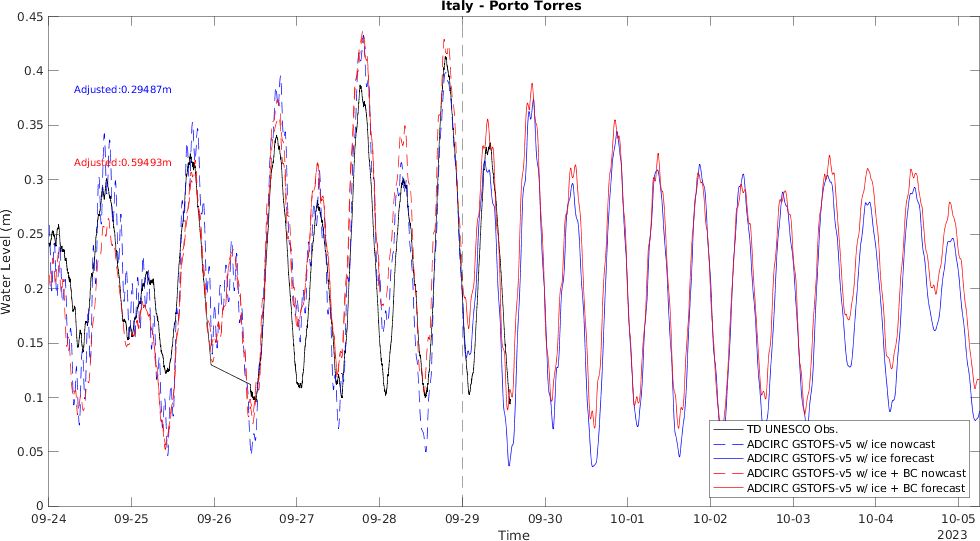 Italy - Porto Torres
Water Level (m)
0.45
0.4
0.35
0.3
0.25
0.2
0.15
0.1
0.05
0
Adjusted:0.29487m
Adjusted:0.59493m
TD UNESCO Obs.
ADCIRC GSTOFS-v5 w/ ice nowcast
ADCIRC GSTOFS-v5 w/ ice forecast
ADCIRC GSTOFS-v5 w/ ice + BC nowcast
ADCIRC GSTOFS-v5 w/ ice + BC forecast
09-24 09-25 09-26 09-27 09-28 09-29 09-30 10-01 10-02 10-03 10-04 10-05
Time
2023